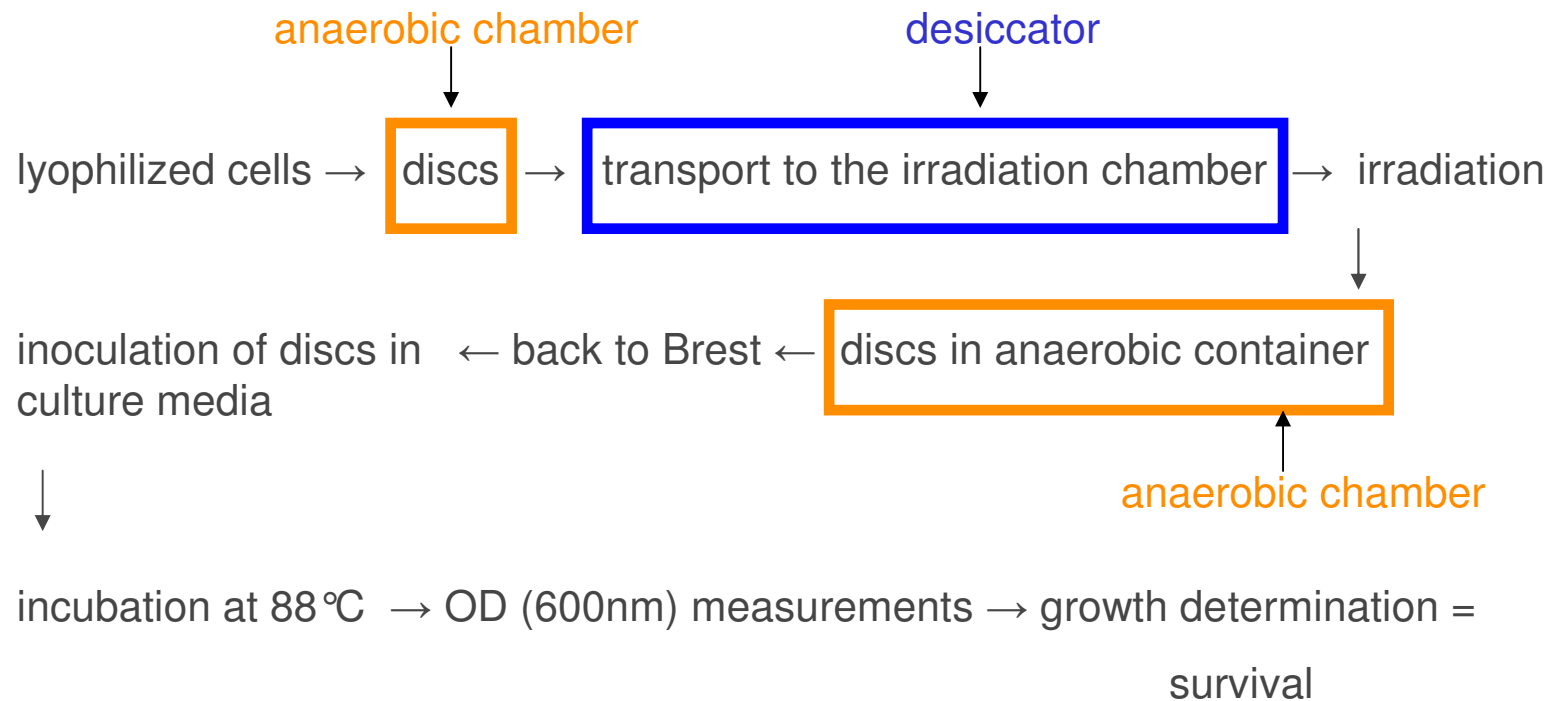 anaerobic chamber desiccator
lyophilized cells → discs → transport to the irradiation chamber → irradiation
inoculation of discs in ← back to Brest ← discs in anaerobic container
culture media
anaerobic chamber
incubation at 88°C → OD (600nm) measurements → growth determination =
survival